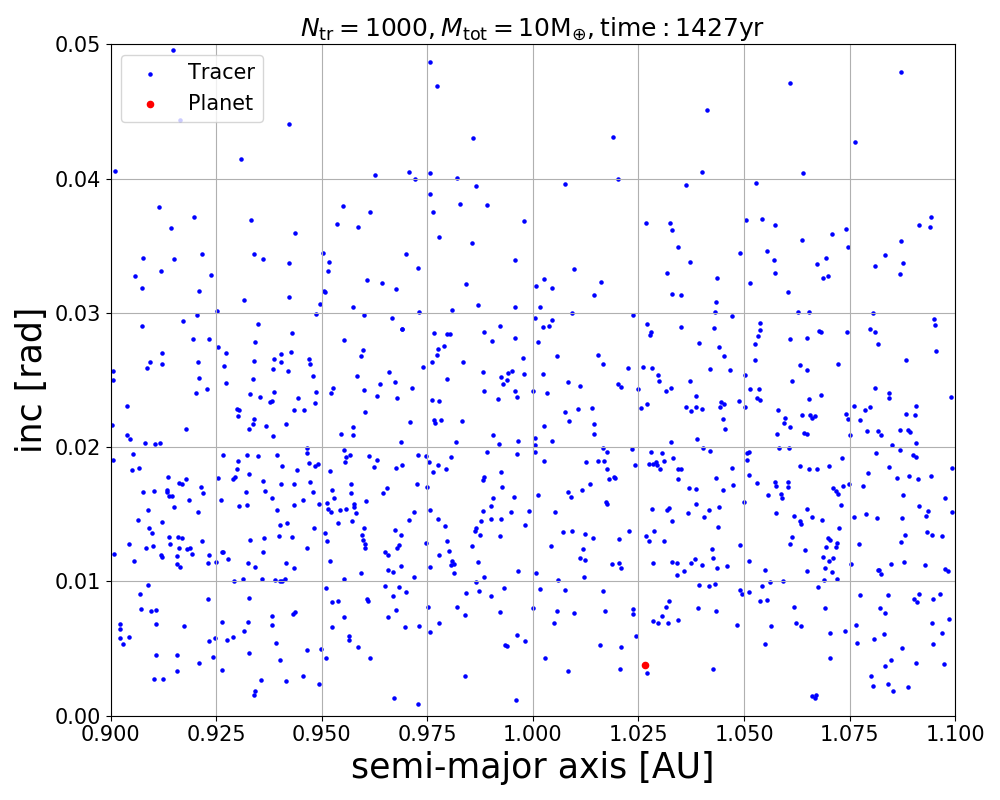 N_tr = 1000, M_tot = 10M_⊕, time : 1427yr
Tracer
Planet
0.05
0.04
0.03
0.02
0.01
0.00
inc [rad]
0.900 0.925 0.950 0.975 1.000 1.025 1.050 1.075 1.100
semi-major axis [AU]